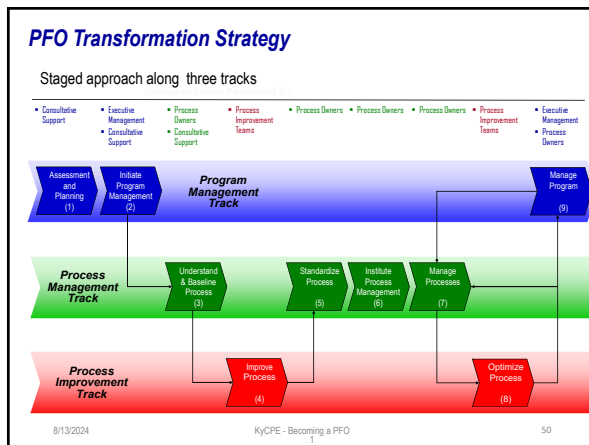 PFO Transformation Strategy
Staged approach along three tracks
▪ Consultative Support
▪ Executive Management
▪ Consultative Support
▪ Process Owners
▪ Consultative Support
▪ Process Improvement Teams
▪ Process Owners
▪ Process Owners
▪ Process Owners
▪ Process Improvement Teams
▪ Executive Management
▪ Process Owners
Assessment
and
Planning
(1)
Initiate
Program
Management
(2)
Program
Management
Track
Manage
Program
(9)
Process
Management
Track
Understand
& Baseline
Process
(3)
Standardize
Process
(5)
Institute
Process
Management
(6)
Manage
Processes
(7)
Process
Improvement
Track
Improve
Process
(4)
Optimize
Process
(8)
8/13/2024
KyCPE - Becoming a PFO
1
50